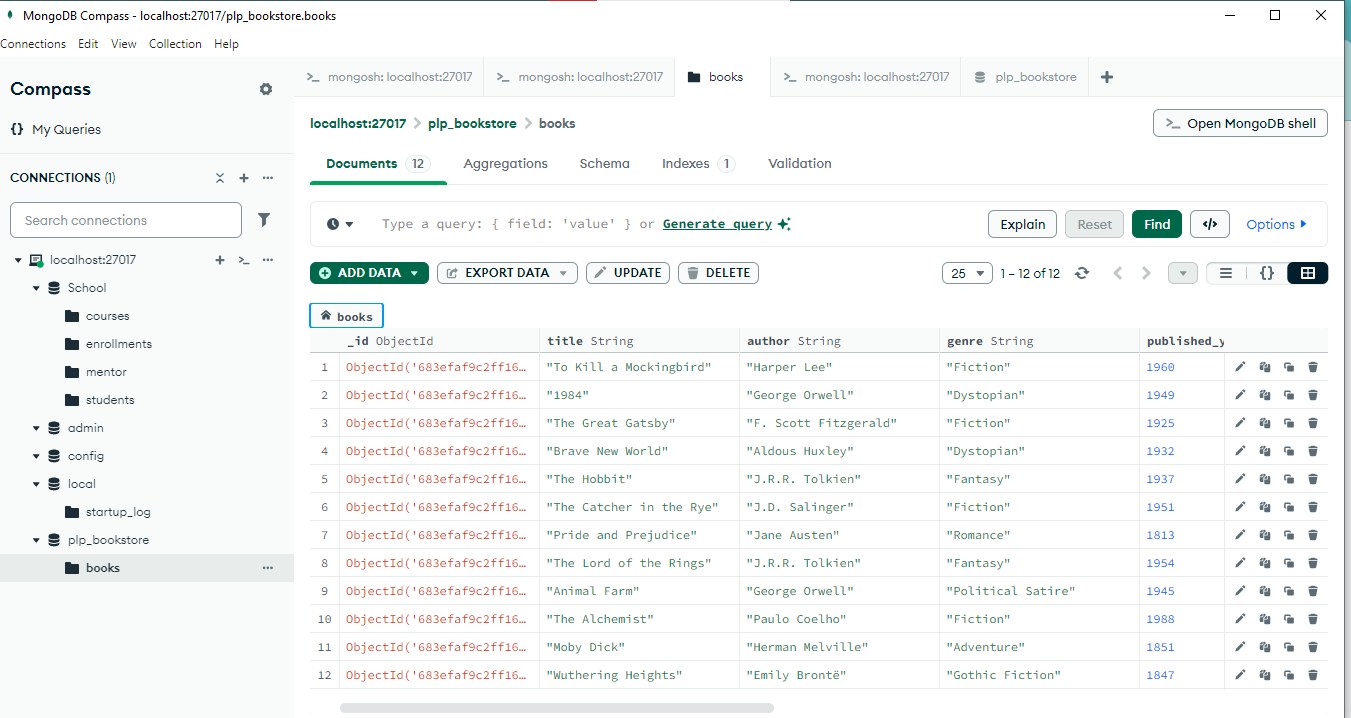 MongoDB Compass - localhost:27017/plp_bookstore.books
Connections Edit View Collection Help
Compass
My Queries
CONNECTIONS (1)
Search connections
localhost:27017
School
courses
enrollments
mentor
students
admin
config
local
startup_log
plp_bookstore
books
mongosh: localhost:27017 mongosh: localhost:27017 books mongosh: localhost:27017 plp_bookstore
localhost:27017 plp_bookstore books
Open MongoDB shell
Documents 12 Aggregations Schema Indexes 1 Validation
Type a query: { field: 'value' } or Generate query
Explain Reset Find Options
ADD DATA EXPORT DATA UPDATE DELETE 25 1 – 12 of 12
books
_id ObjectId title String author String genre String published_y
1 ObjectId('683efaf9c2ff16… "To Kill a Mockingbird" "Harper Lee" "Fiction" 1960
2 ObjectId('683efaf9c2ff16… "1984" "George Orwell" "Dystopian" 1949
3 ObjectId('683efaf9c2ff16… "The Great Gatsby" "F. Scott Fitzgerald" "Fiction" 1925
4 ObjectId('683efaf9c2ff16… "Brave New World" "Aldous Huxley" "Dystopian" 1932
5 ObjectId('683efaf9c2ff16… "The Hobbit" "J.R.R. Tolkien" "Fantasy" 1937
6 ObjectId('683efaf9c2ff16… "The Catcher in the Rye" "J.D. Salinger" "Fiction" 1951
7 ObjectId('683efaf9c2ff16… "Pride and Prejudice" "Jane Austen" "Romance" 1813
8 ObjectId('683efaf9c2ff16… "The Lord of the Rings" "J.R.R. Tolkien" "Fantasy" 1954
9 ObjectId('683efaf9c2ff16… "Animal Farm" "George Orwell" "Political Satire" 1945
10 ObjectId('683efaf9c2ff16… "The Alchemist" "Paulo Coelho" "Fiction" 1988
11 ObjectId('683efaf9c2ff16… "Moby Dick" "Herman Melville" "Adventure" 1851
12 ObjectId('683efaf9c2ff16… "Wuthering Heights" "Emily Brontë" "Gothic Fiction" 1847